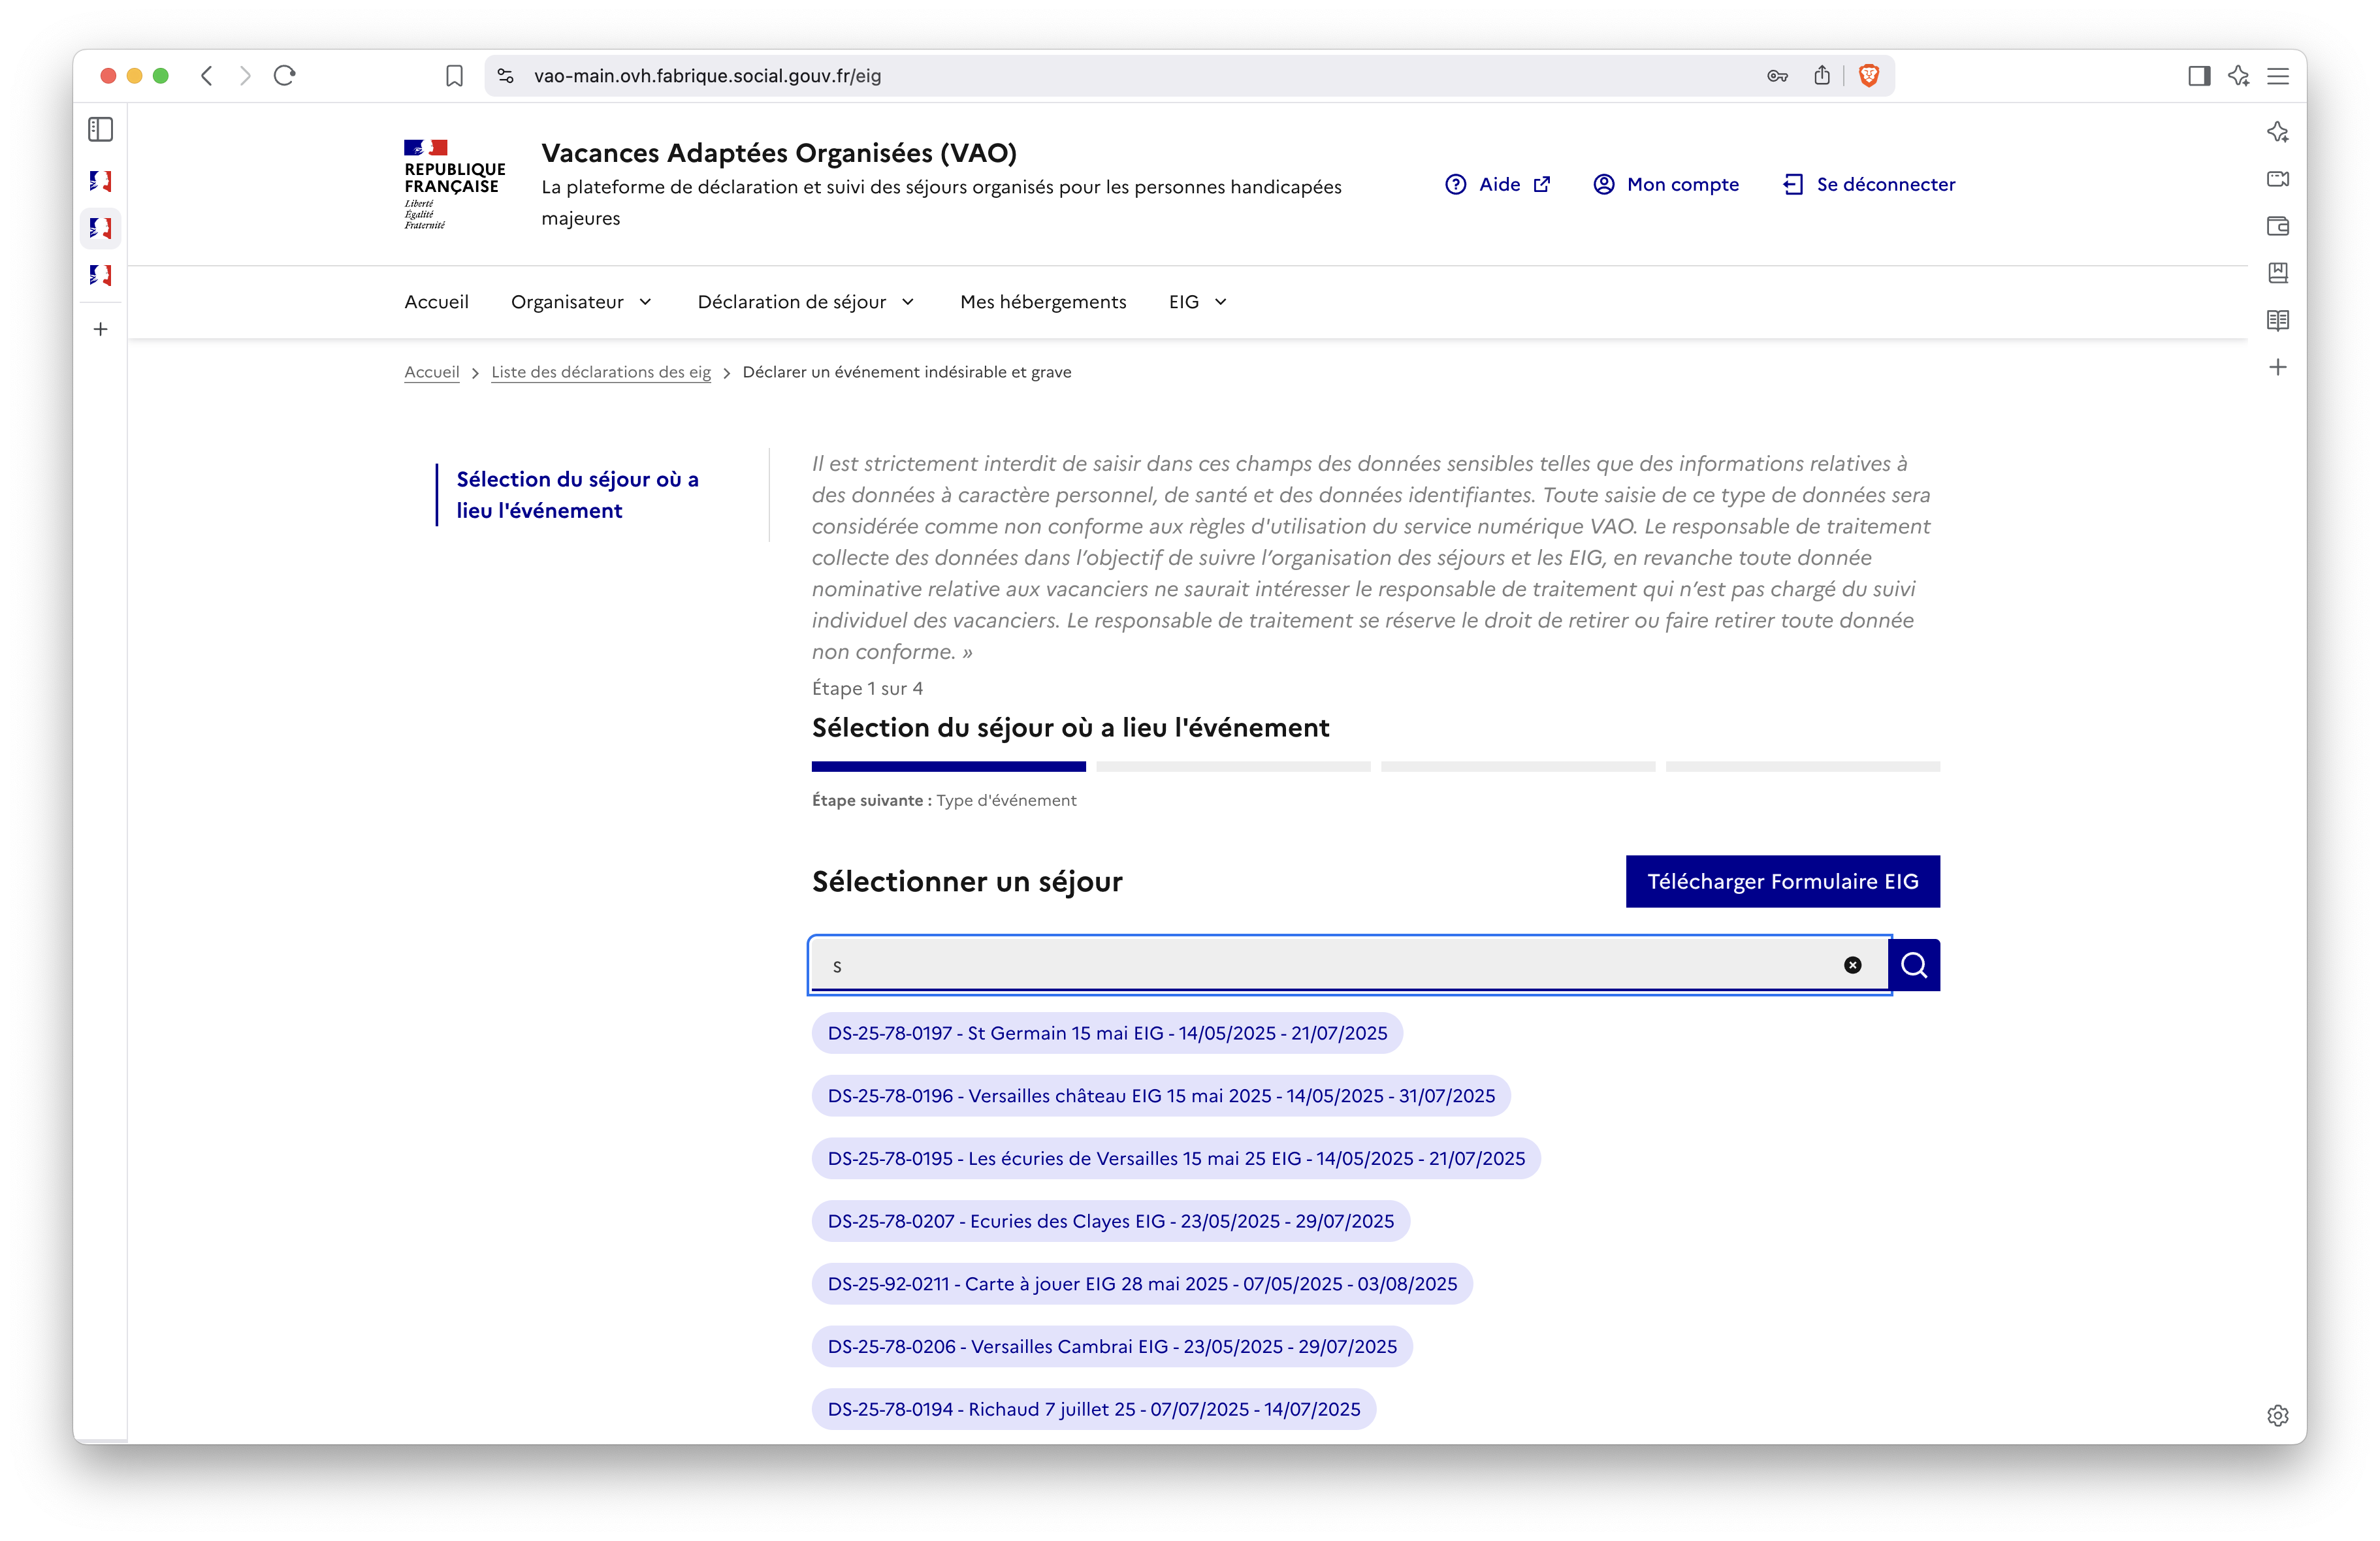 vao-main.ovh.fabrique.social.gouv.fr/eig
REPUBLIQUE
FRANÇAISE
Liberté
Égalité
Fraternité
Vacances Adaptées Organisées (VAO)
La plateforme de déclaration et suivi des séjours organisés pour les personnes handicapées
majeures
Aide
Mon compte
Se déconnecter
Accueil
Organisateur
Déclaration de séjour
Mes hébergements
EIG
Accueil > Liste des déclarations des eig > Déclarer un événement indésirable et grave
Sélection du séjour où a
lieu l'événement
Il est strictement interdit de saisir dans ces champs des données sensibles telles que des informations relatives à
des données à caractère personnel, de santé et des données identifiantes. Toute saisie de ce type de données sera
considérée comme non conforme aux règles d'utilisation du service numérique VAO. Le responsable de traitement
collecte des données dans l’objectif de suivre l’organisation des séjours et les EIG, en revanche toute donnée
nominative relative aux vacanciers ne saurait intéresser le responsable de traitement qui n’est pas chargé du suivi
individuel des vacanciers. Le responsable de traitement se réserve le droit de retirer ou faire retirer toute donnée
non conforme. »
Étape 1 sur 4
Sélection du séjour où a lieu l'événement
Étape suivante : Type d'événement
Sélectionner un séjour
Télécharger Formulaire EIG
s
DS-25-78-0197 - St Germain 15 mai EIG - 14/05/2025 - 21/07/2025
DS-25-78-0196 - Versailles château EIG 15 mai 2025 - 14/05/2025 - 31/07/2025
DS-25-78-0195 - Les écuries de Versailles 15 mai 25 EIG - 14/05/2025 - 21/07/2025
DS-25-78-0207 - Ecuries des Clayes EIG - 23/05/2025 - 29/07/2025
DS-25-92-0211 - Carte à jouer EIG 28 mai 2025 - 07/05/2025 - 03/08/2025
DS-25-78-0206 - Versailles Cambrai EIG - 23/05/2025 - 29/07/2025
DS-25-78-0194 - Richaud 7 juillet 25 - 07/07/2025 - 14/07/2025